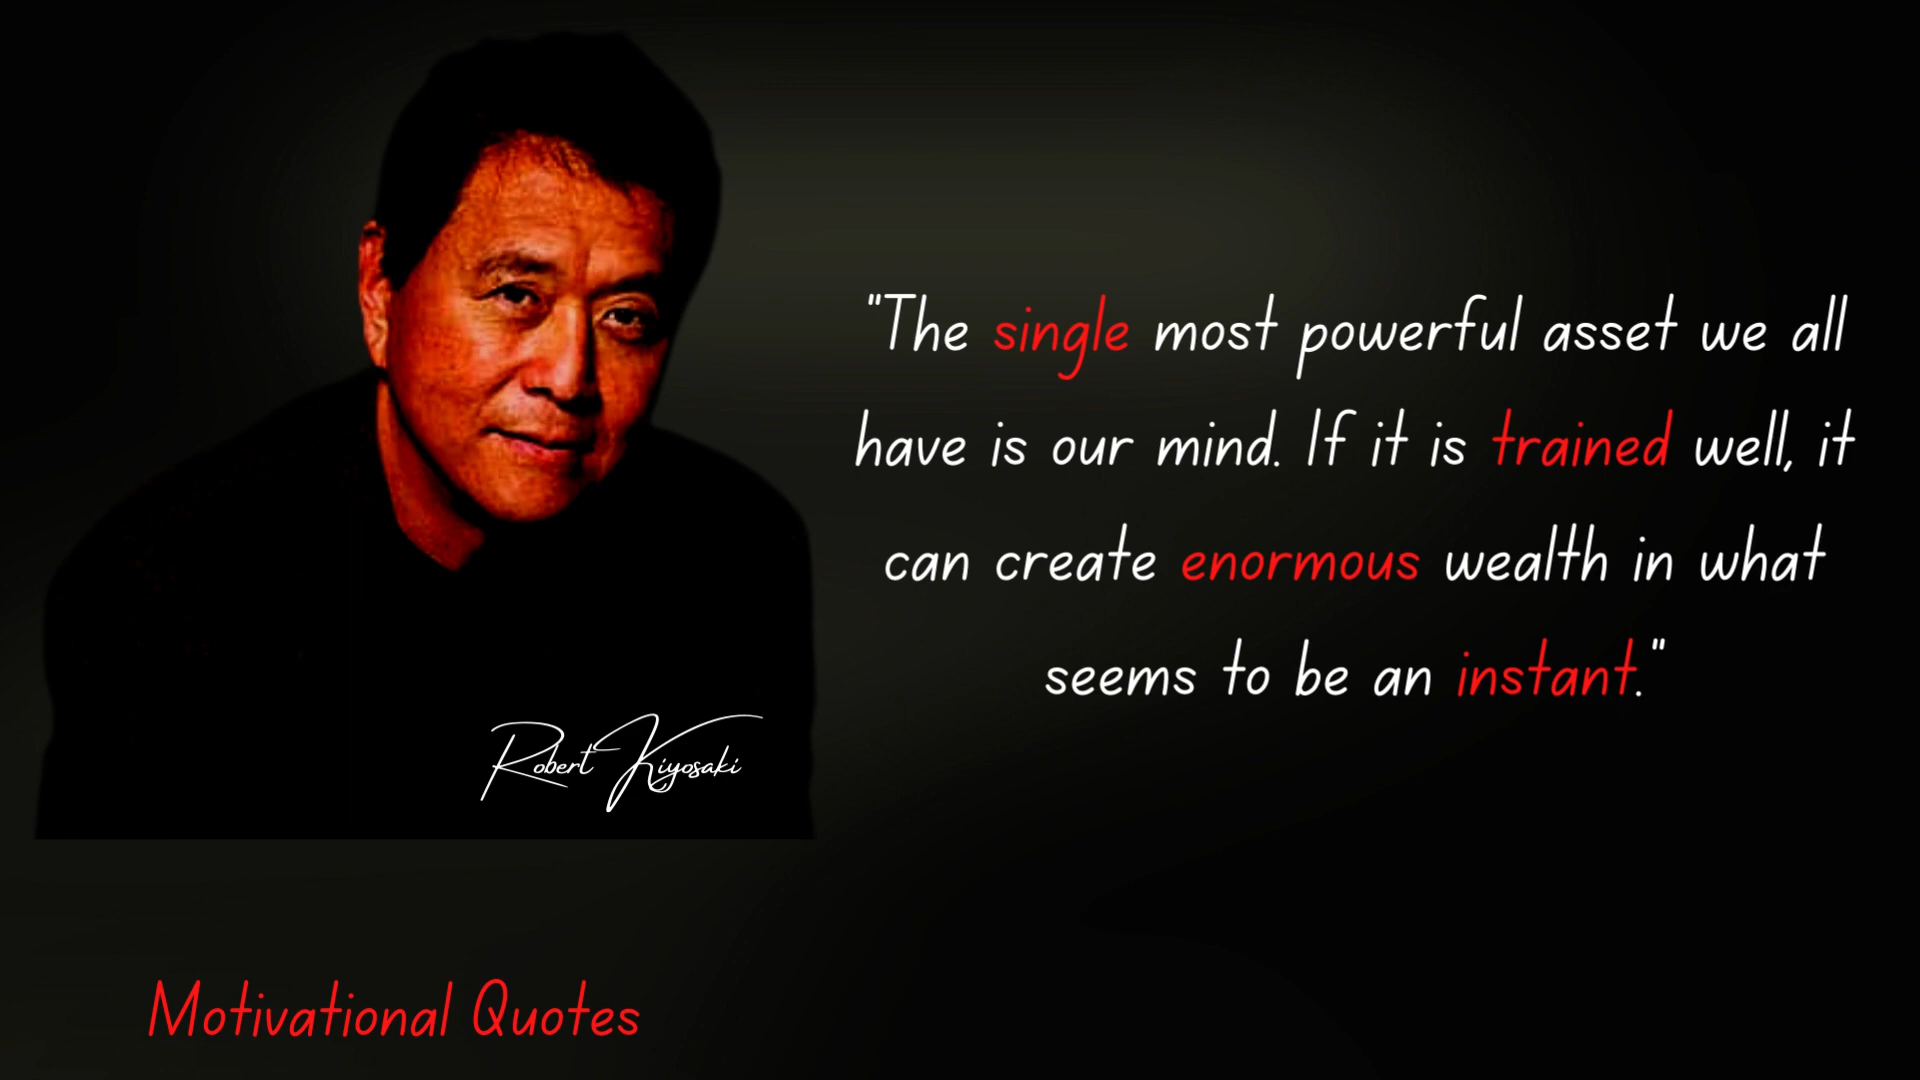 "The single most powerful asset we all
have is our mind. If it is trained well, it
can create enormous wealth in what
seems to be an instant."
Robert Kiyosaki
Motivational Quotes